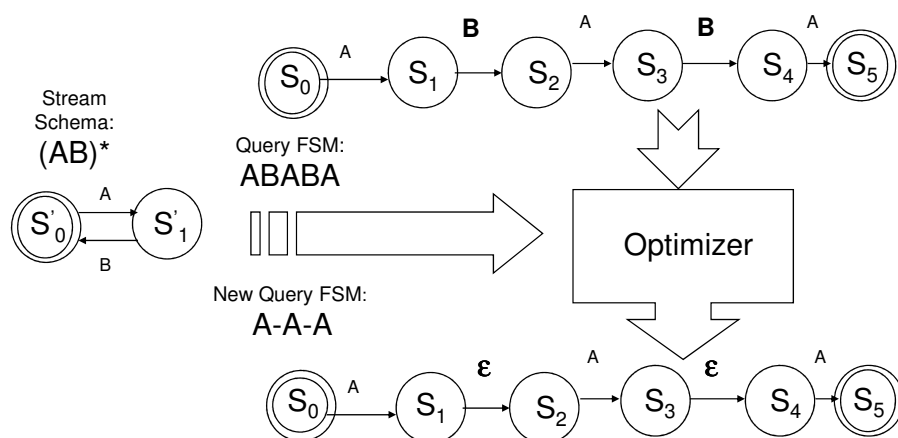 A B A B A
S0 S1 S2 S3 S4 S5
Stream
Schema:
(AB)*
A
S'0 S'1
B
Query FSM:
ABABA
New Query FSM:
A-A-A
Optimizer
A ε A ε A
S0 S1 S2 S3 S4 S5